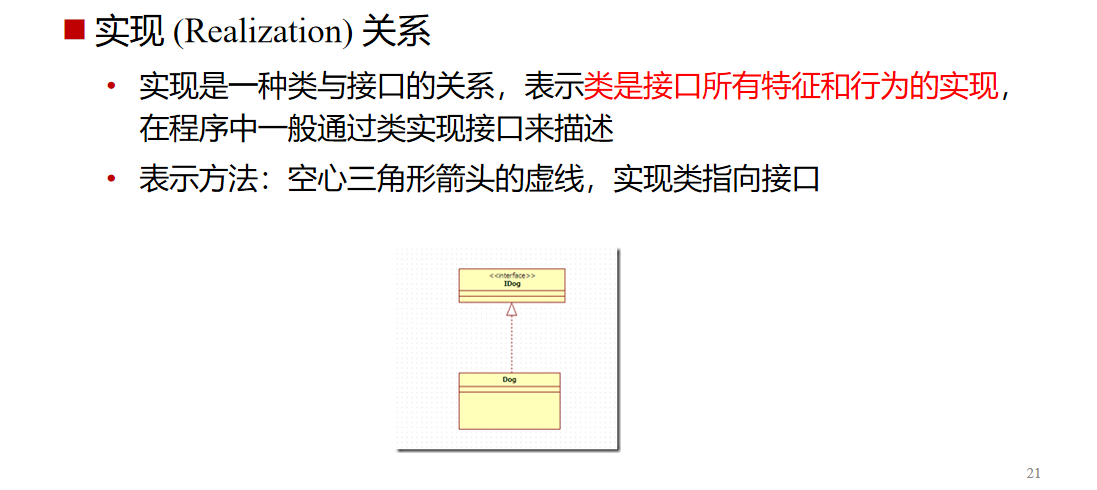 实现 (Realization) 关系
实现是一种类与接口的关系，表示类是接口所有特征和行为的实现，
在程序中一般通过类实现接口来描述
表示方法：空心三角形箭头的虚线，实现类指向接口
<<interface>>
IDog
Dog
21